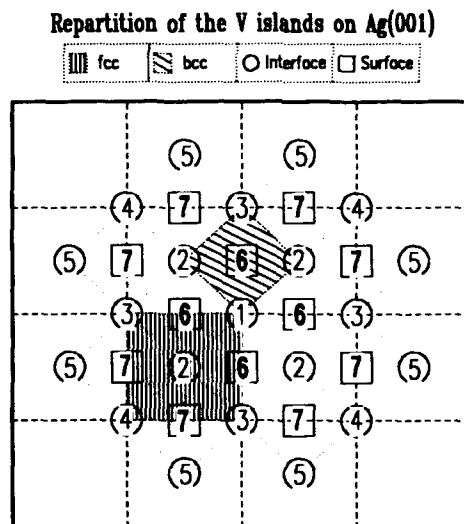 Repartition of the V islands on Ag(001)
fcc bcc Interface Surface
5 5
4 7 3 7 4
5 7 2 6 2 7 5
3 6 1 6 3
5 7 2 6 2 7 5
4 7 3 7 4
5 5